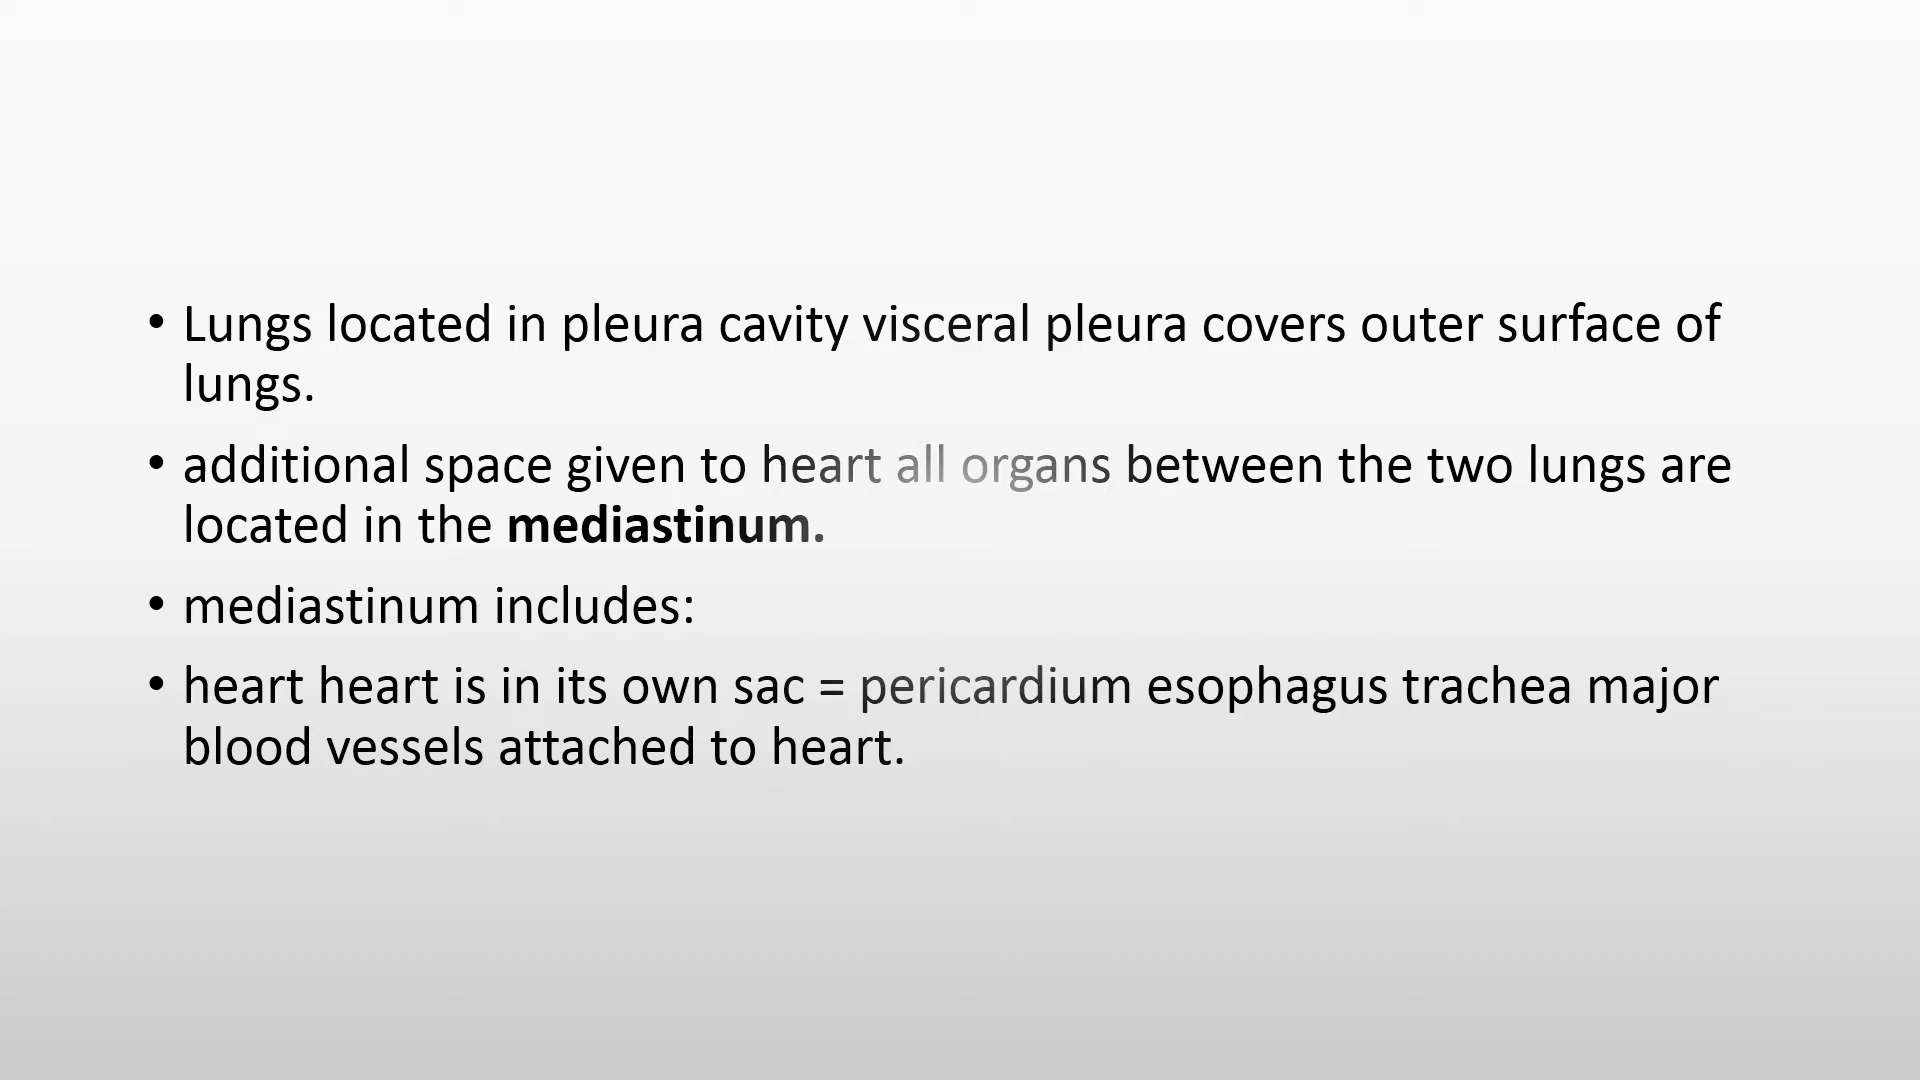 • Lungs located in pleura cavity visceral pleura covers outer surface of
lungs.
• additional space given to heart all organs between the two lungs are
located in the mediastinum.
• mediastinum includes:
• heart heart is in its own sac = pericardium esophagus trachea major
blood vessels attached to heart.